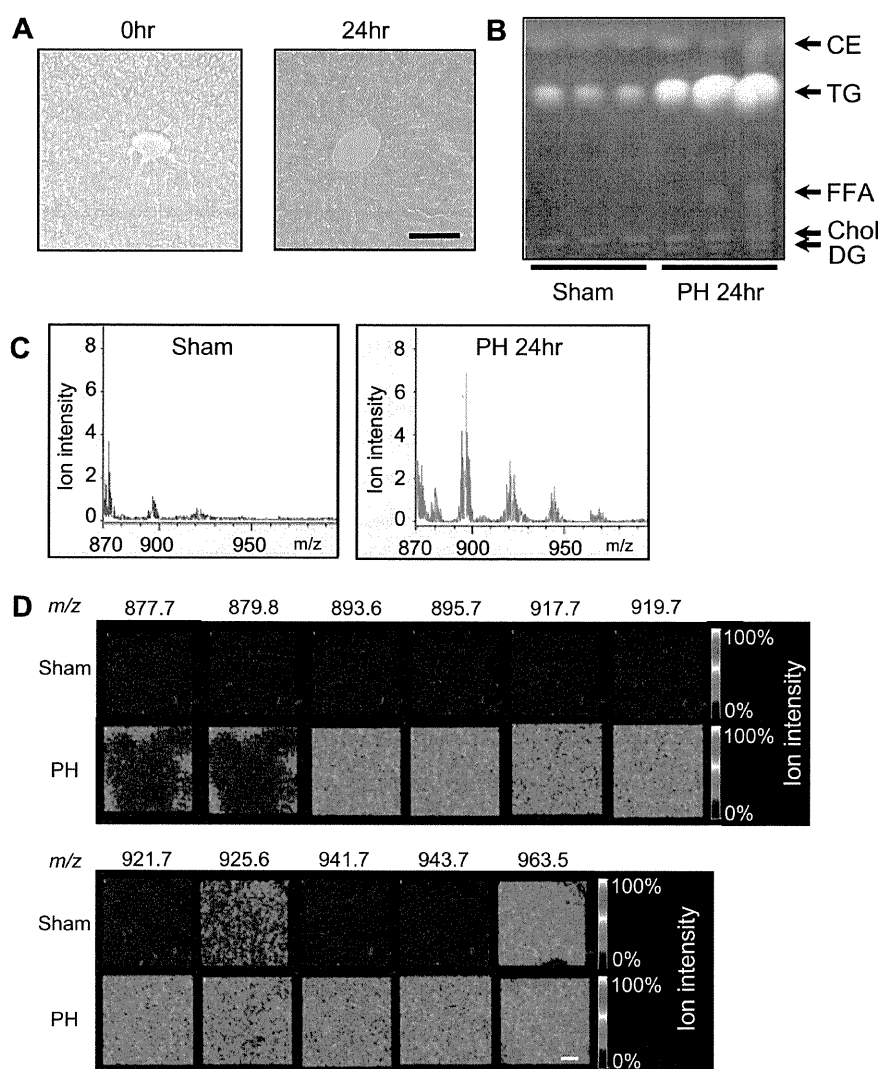 A
0hr
24hr
B
CE
TG
FFA
Chol
DG
Sham
PH 24hr
C
Sham
8
6
4
2
0
Ion intensity
870
900
950
m/z
PH 24hr
8
6
4
2
0
Ion intensity
870
900
950
m/z
D
m/z 877.7 879.8 893.6 895.7 917.7 919.7
Sham
100%
0%
PH
100%
0%
Ion intensity
m/z 921.7 925.6 941.7 943.7 963.5
Sham
100%
0%
PH
100%
0%
Ion intensity